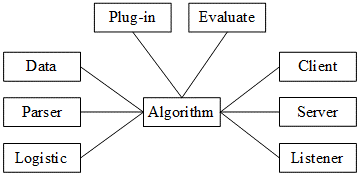 Plug-in
Evaluate
Data
Client
Parser
Algorithm
Server
Logistic
Listener